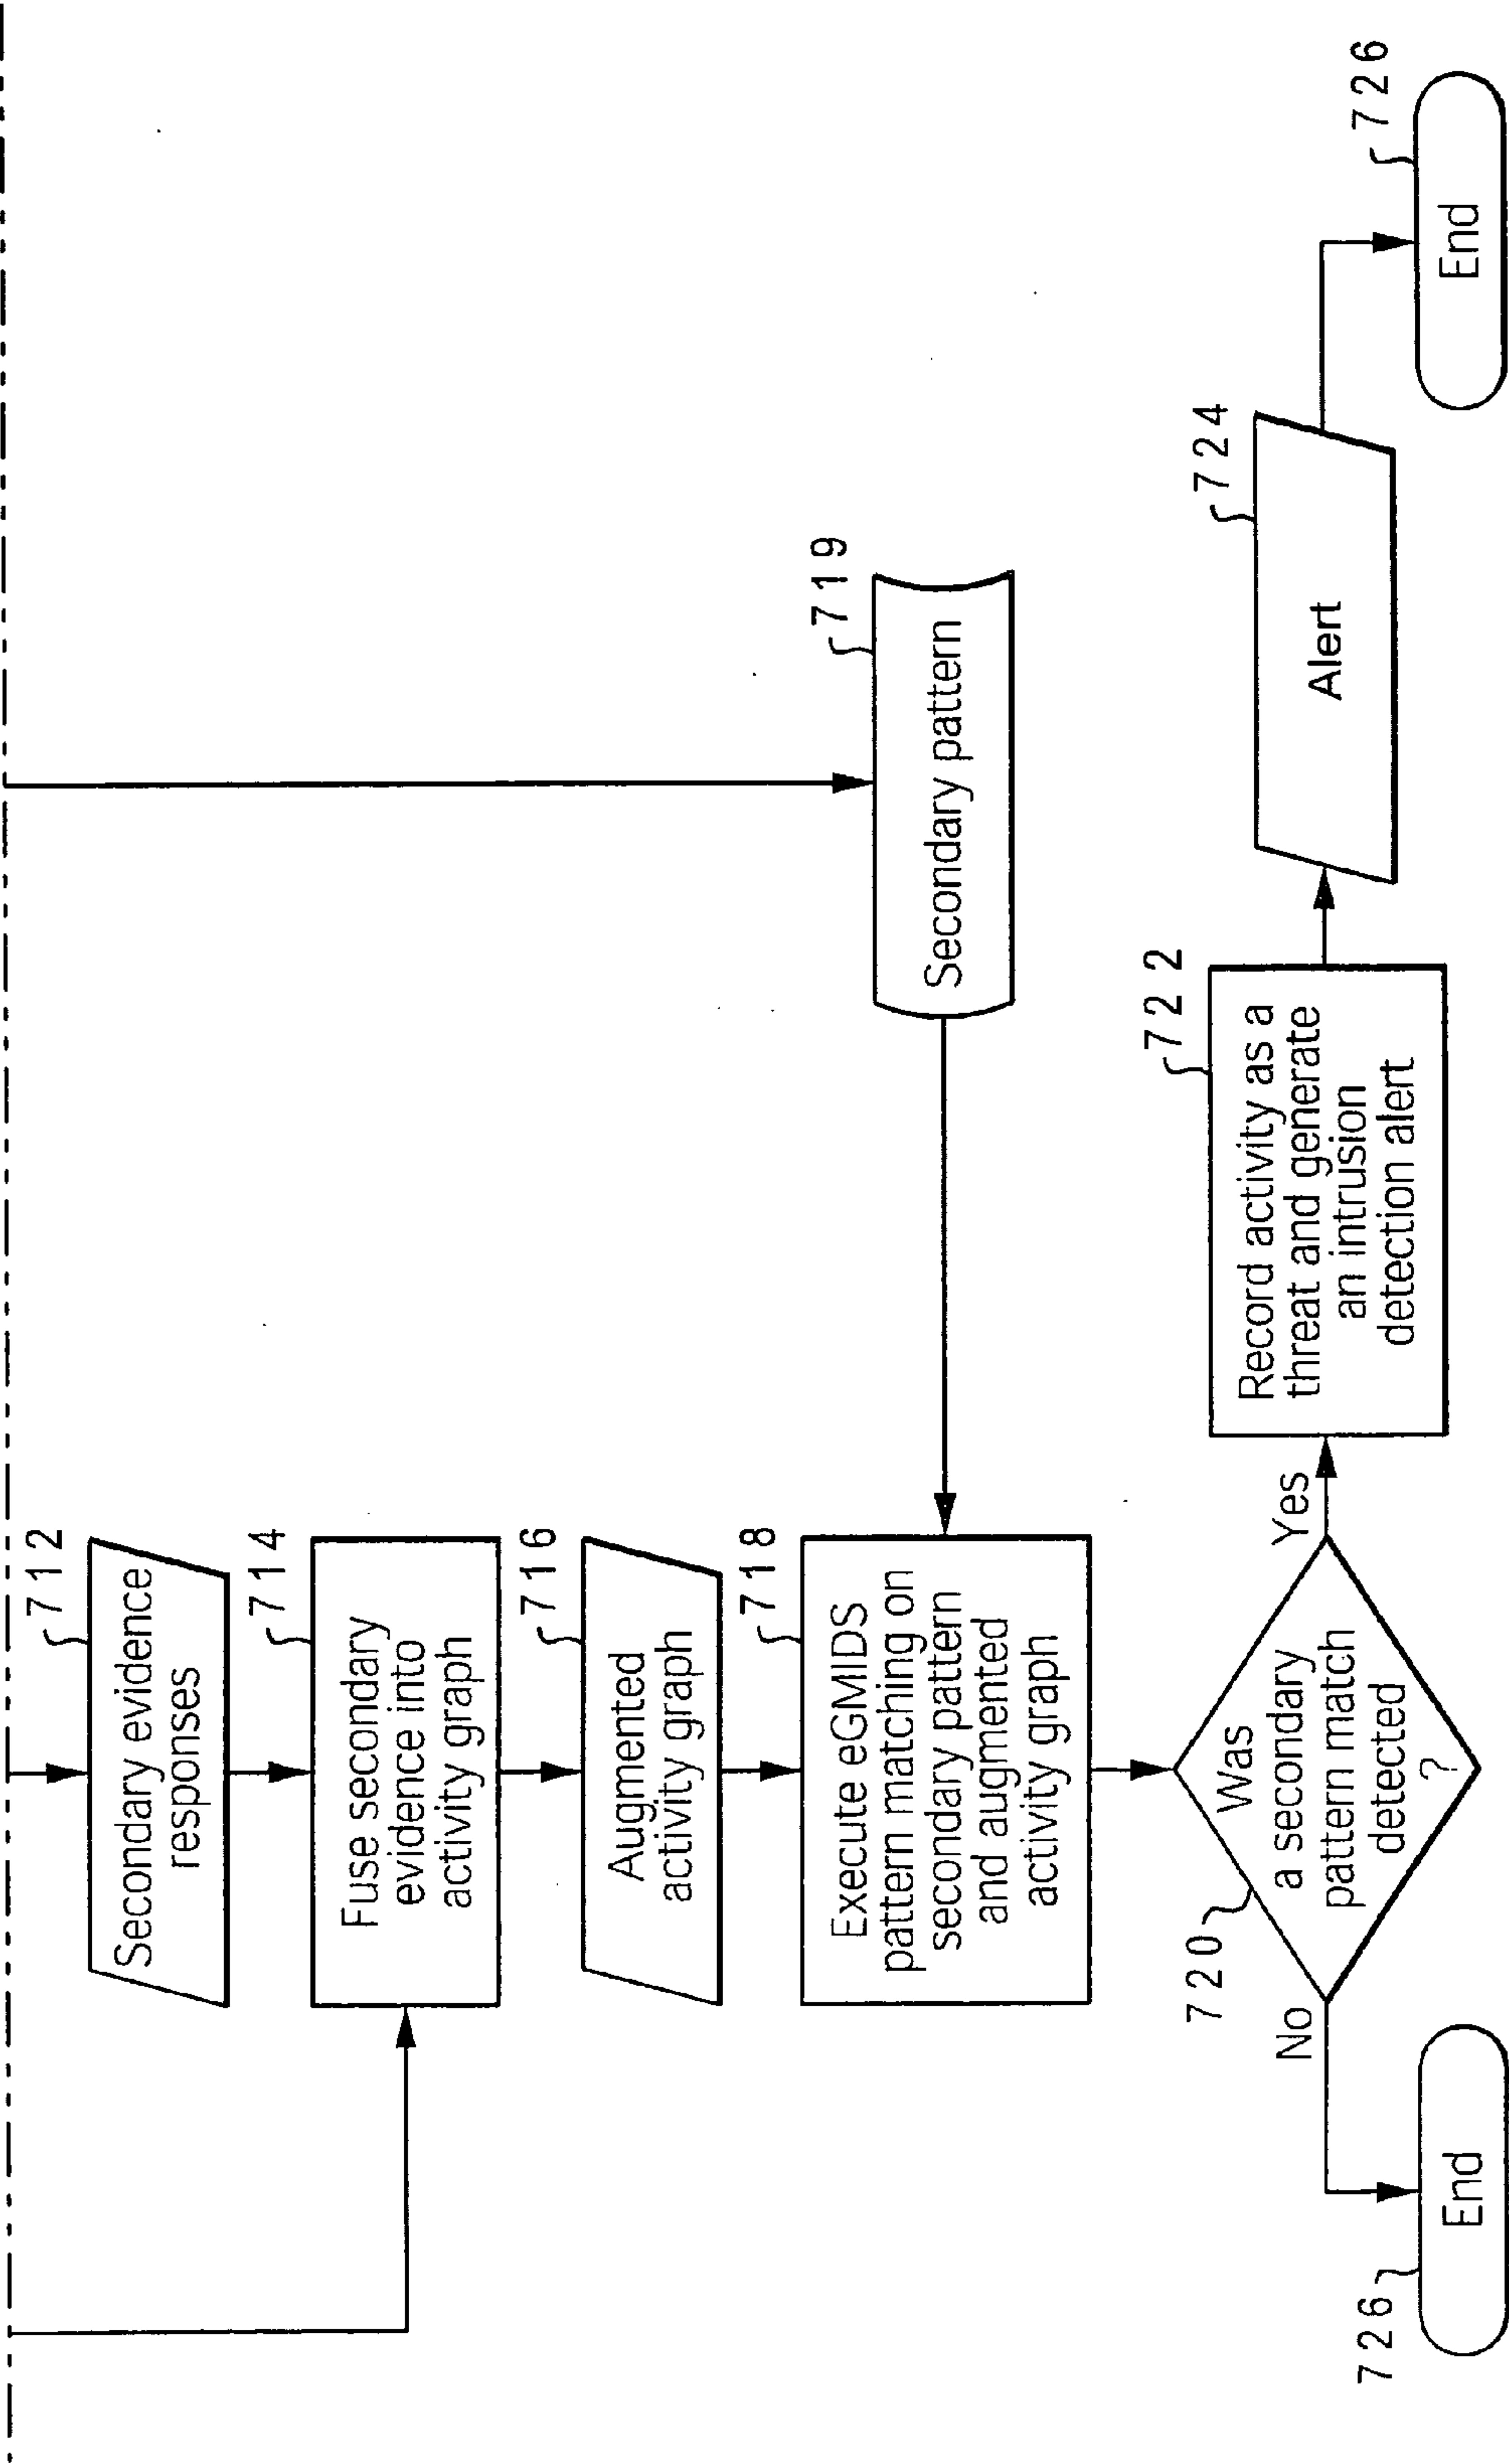 712
Secondary evidence
responses
714
Fuse secondary
evidence into
activity graph
716
Augmented
activity graph
718
Execute eGMIDS
pattern matching on
secondary pattern
and augmented
activity graph
719
Secondary pattern
720
Was
a secondary
pattern match
detected
?
No
Yes
726
End
722
Record activity as a
threat and generate
an intrusion
detection alert
724
Alert
726
End